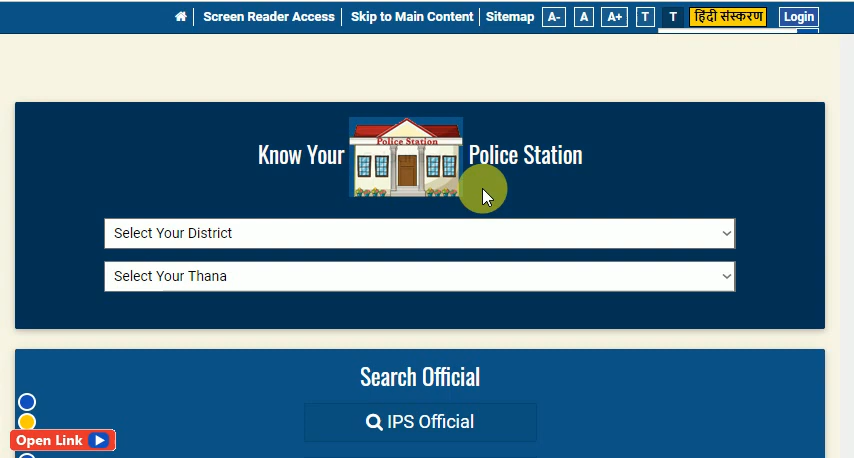 Screen Reader Access Skip to Main Content Sitemap A- A A+ T T हिंदी संस्करण Login
Know Your Police Station Police Station
Select Your District
Select Your Thana
Search Official
IPS Official
Open Link